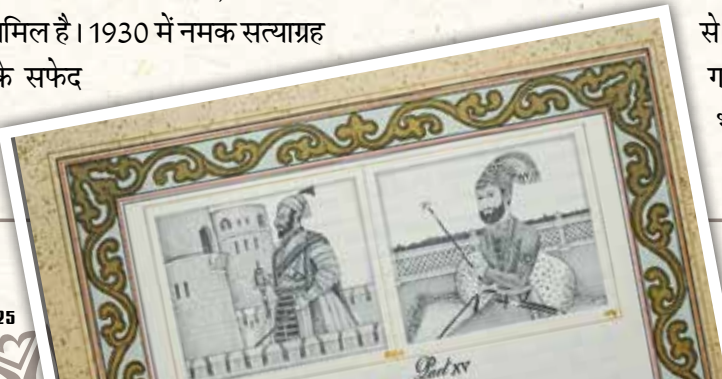 मिल है। 1930 में नमक सत्याग्रह
के सफेद
से
25
Part XV